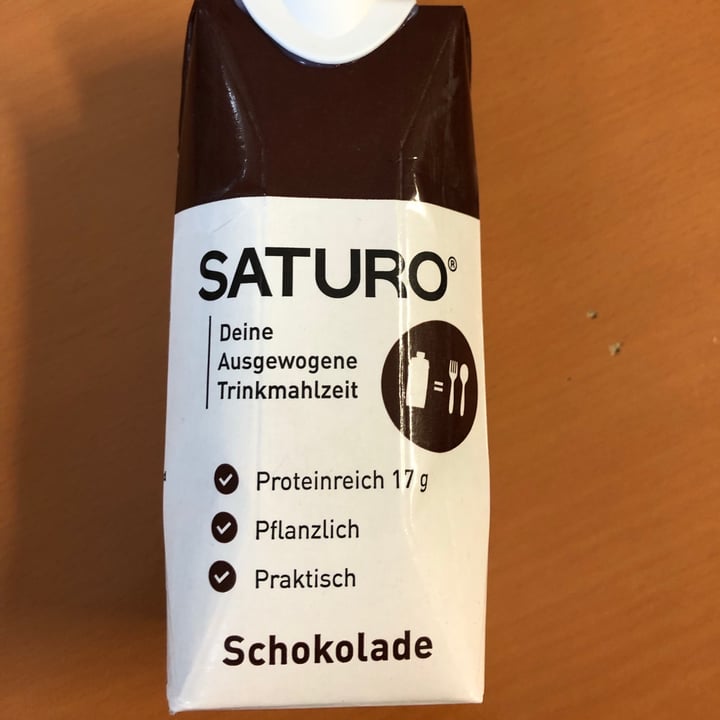 SATURO®
Deine
Ausgewogene
Trinkmahlzeit
Proteinreich 17 g
Pflanzlich
Praktisch
Schokolade